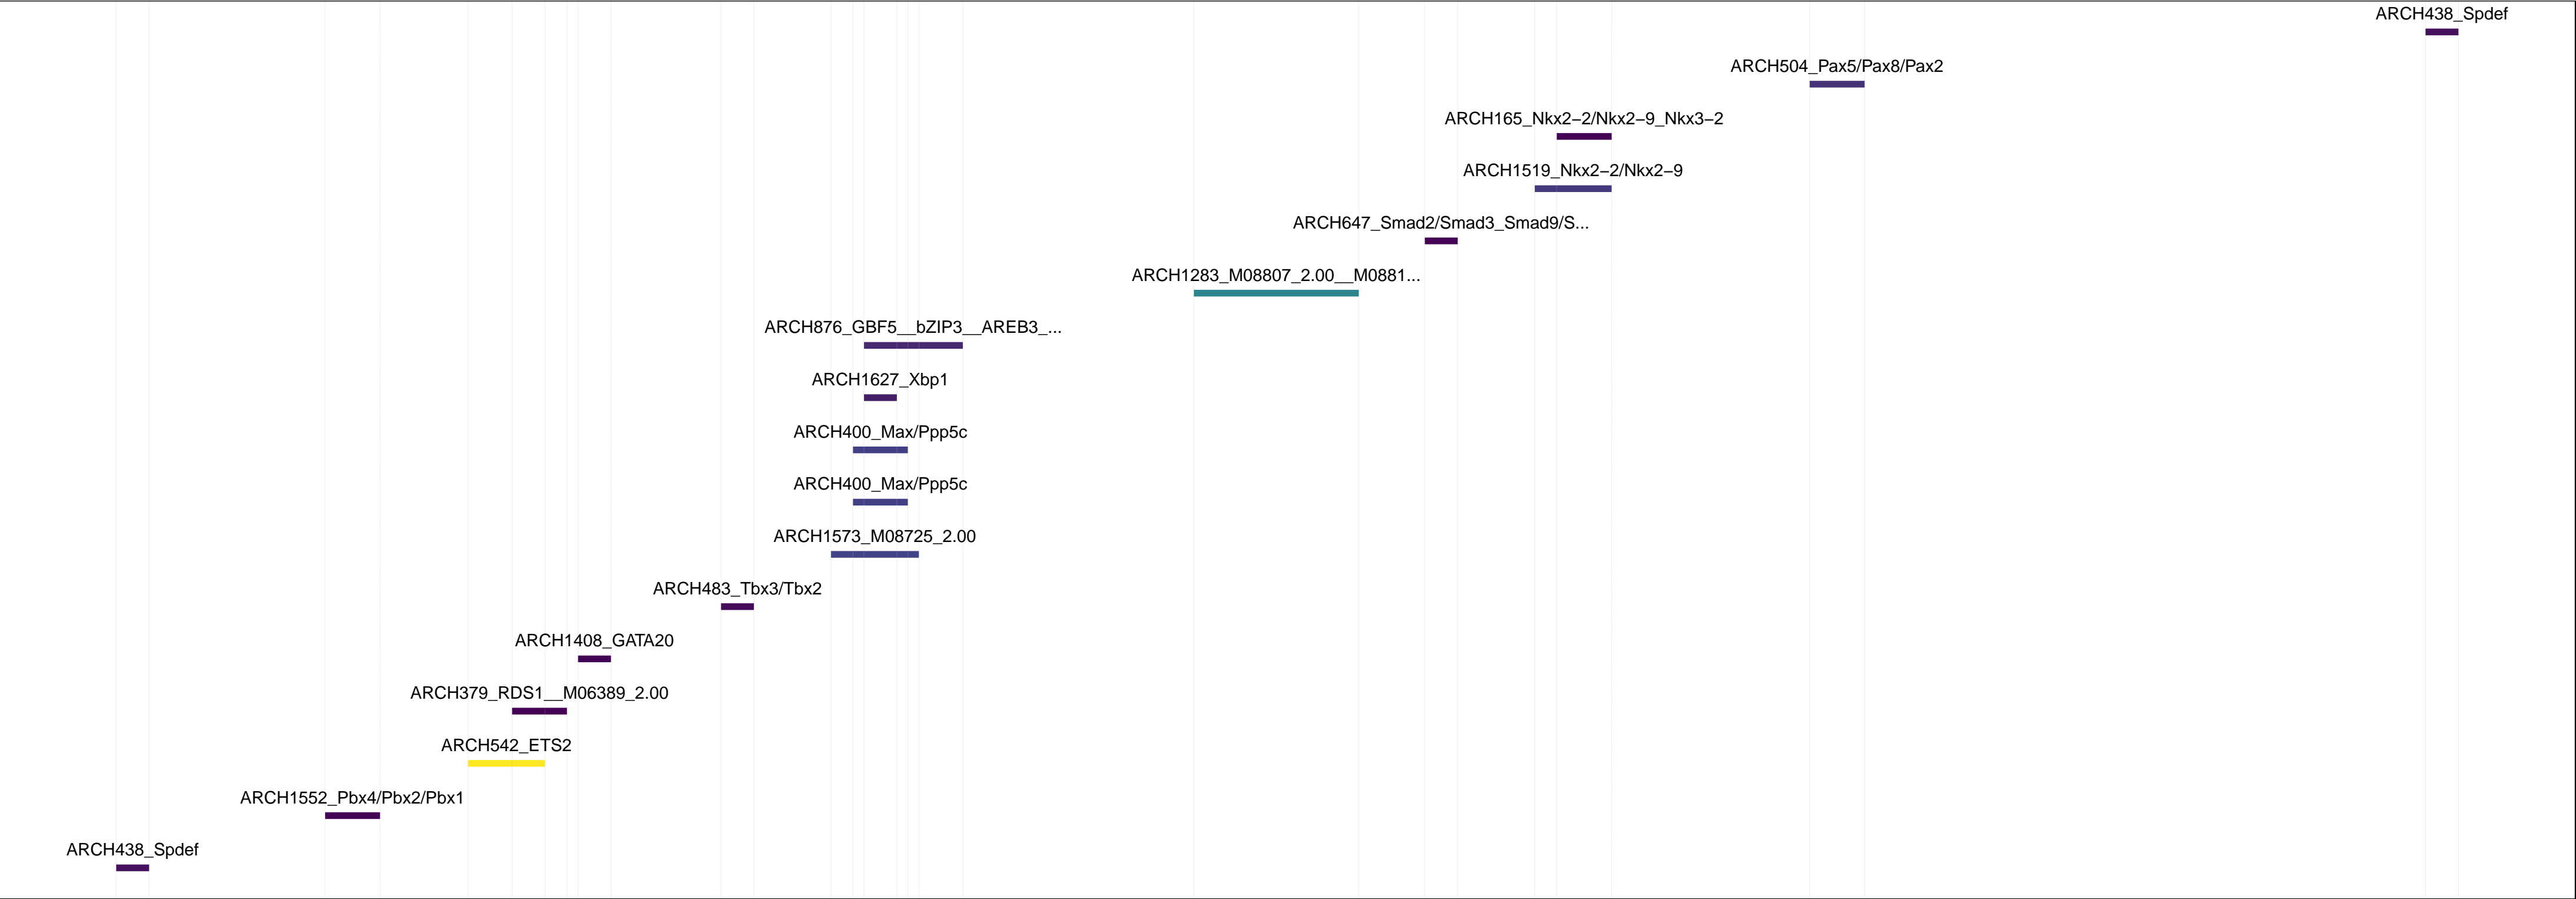 ARCH438_Spdef
ARCH504_Pax5/Pax8/Pax2
ARCH165_Nkx2−2/Nkx2−9_Nkx3−2
ARCH1519_Nkx2−2/Nkx2−9
ARCH647_Smad2/Smad3_Smad9/S...
ARCH1283_M08807_2.00__M0881...
ARCH876_GBF5__bZIP3__AREB3_...
ARCH1627_Xbp1
ARCH400_Max/Ppp5c
ARCH400_Max/Ppp5c
ARCH1573_M08725_2.00
ARCH483_Tbx3/Tbx2
ARCH1408_GATA20
ARCH379_RDS1__M06389_2.00
ARCH542_ETS2
ARCH1552_Pbx4/Pbx2/Pbx1
ARCH438_Spdef